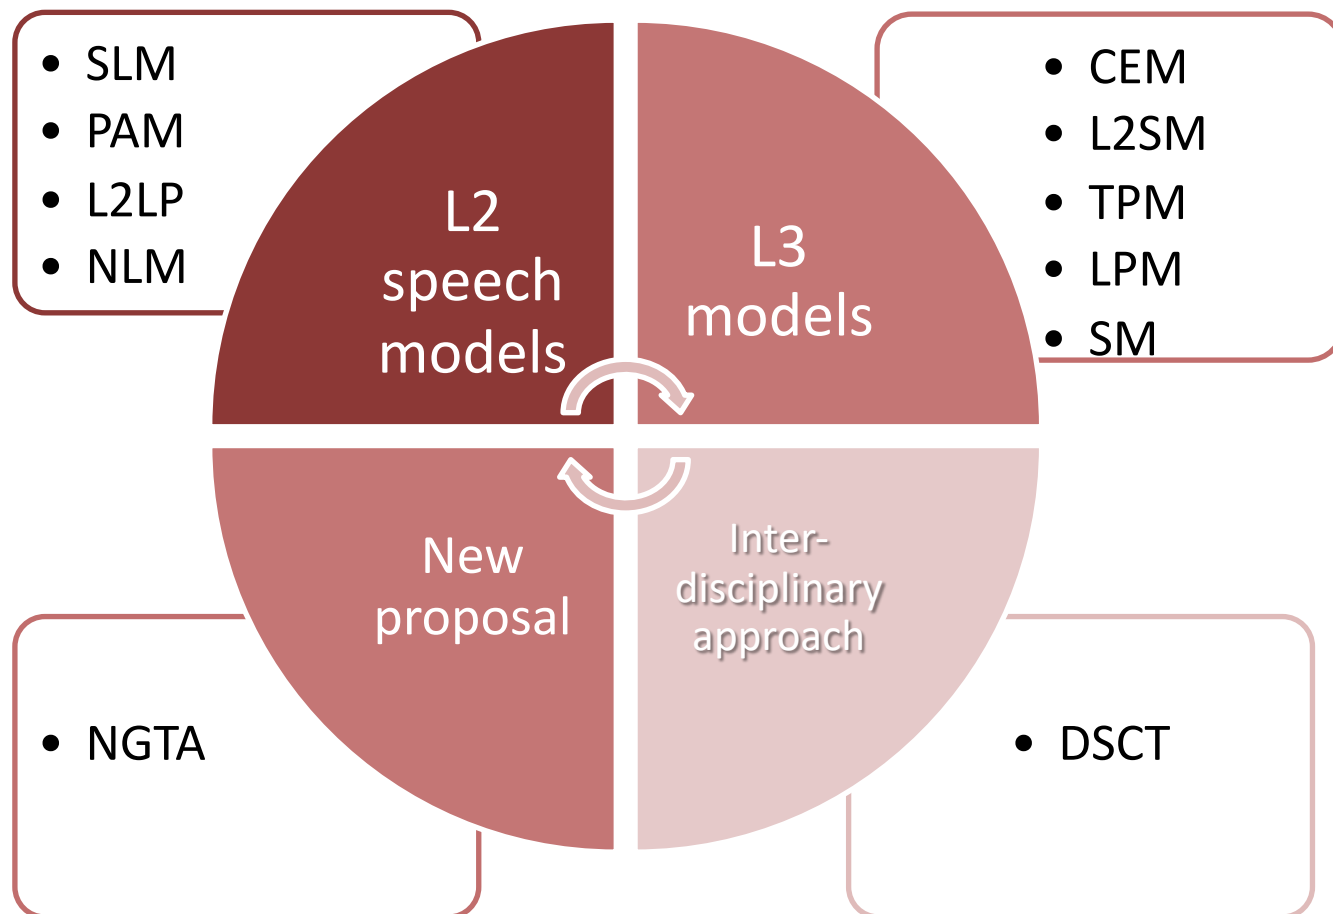 • SLM
• PAM
• L2LP
• NLM
L2
speech
models
L3
models
• CEM
• L2SM
• TPM
• LPM
• SM
New
proposal
• NGTA
Inter-
disciplinary
approach
• DSCT